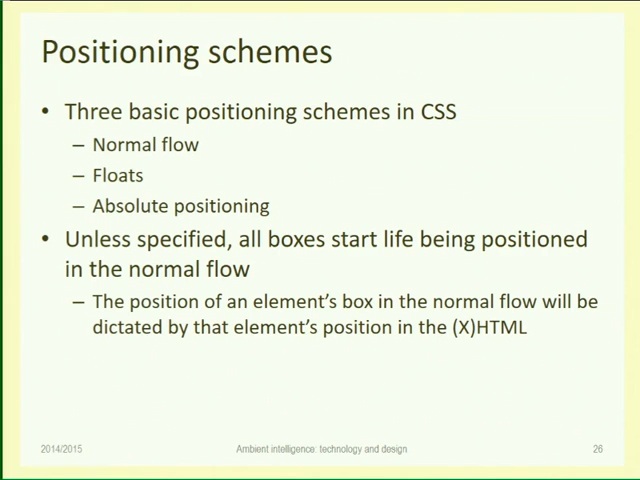 Positioning schemes
• Three basic positioning schemes in CSS
– Normal flow
– Floats
– Absolute positioning
• Unless specified, all boxes start life being positioned
in the normal flow
– The position of an element's box in the normal flow will be
dictated by that element's position in the (X)HTML
2014/2015
Ambient intelligence: technology and design
26